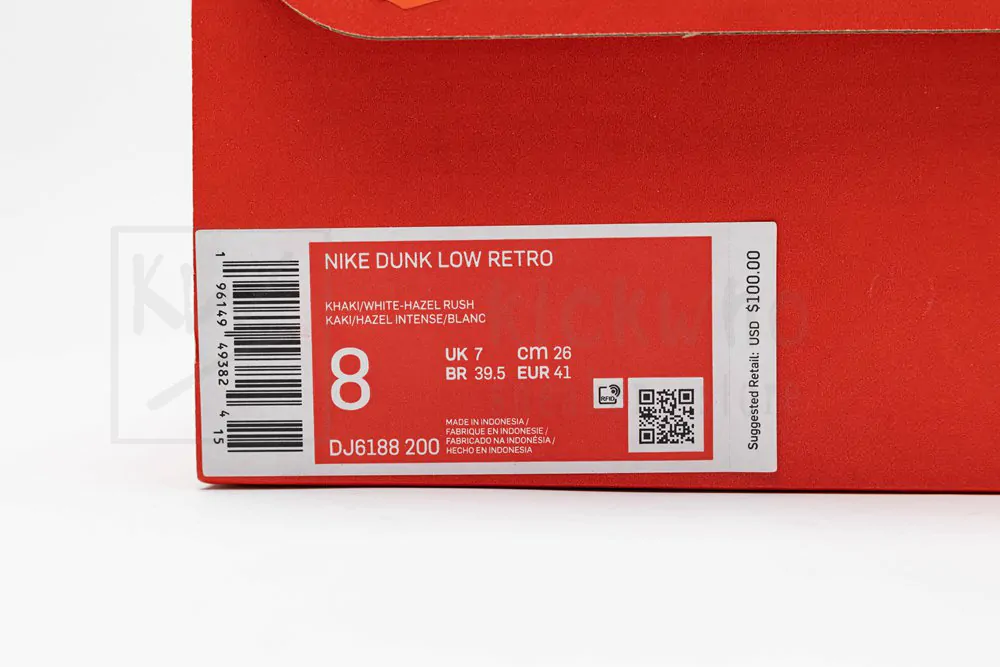 NIKE DUNK LOW RETRO
KHAKI/WHITE-HAZEL RUSH
KAKI/HAZEL INTENSE/BLANC
8
UK 7 cm 26
BR 39.5 EUR 41
RFID
DJ6188 200
MADE IN INDONESIA /
FABRIQUE EN INDONESIE /
FABRICADO NA INDONÉSIA /
HECHO EN INDONESIA
1 96149 49382 4 15
Suggested Retail: USD $100.00
KICKWHO